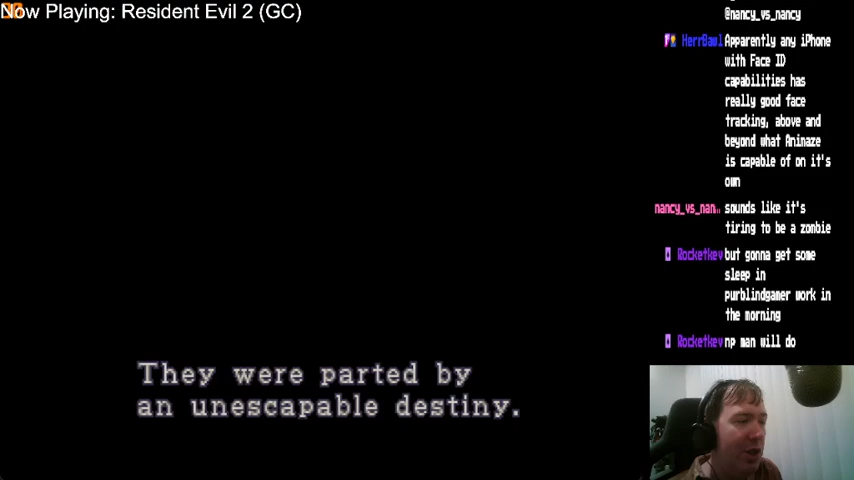 Now Playing: Resident Evil 2 (GC)
@nancy_vs_nancy
HerrBawl Apparently any iPhone
with Face ID
capabilities has
really good face
tracking, above and
beyond what Animaze
is capable of on it's
own
nancy_vs_nan… sounds like it's
tiring to be a zombie
Rocketkev but gonna get some
sleep in
purblindgamer work in
the morning
Rocketkev np man will do
They were parted by
an unescapable destiny.